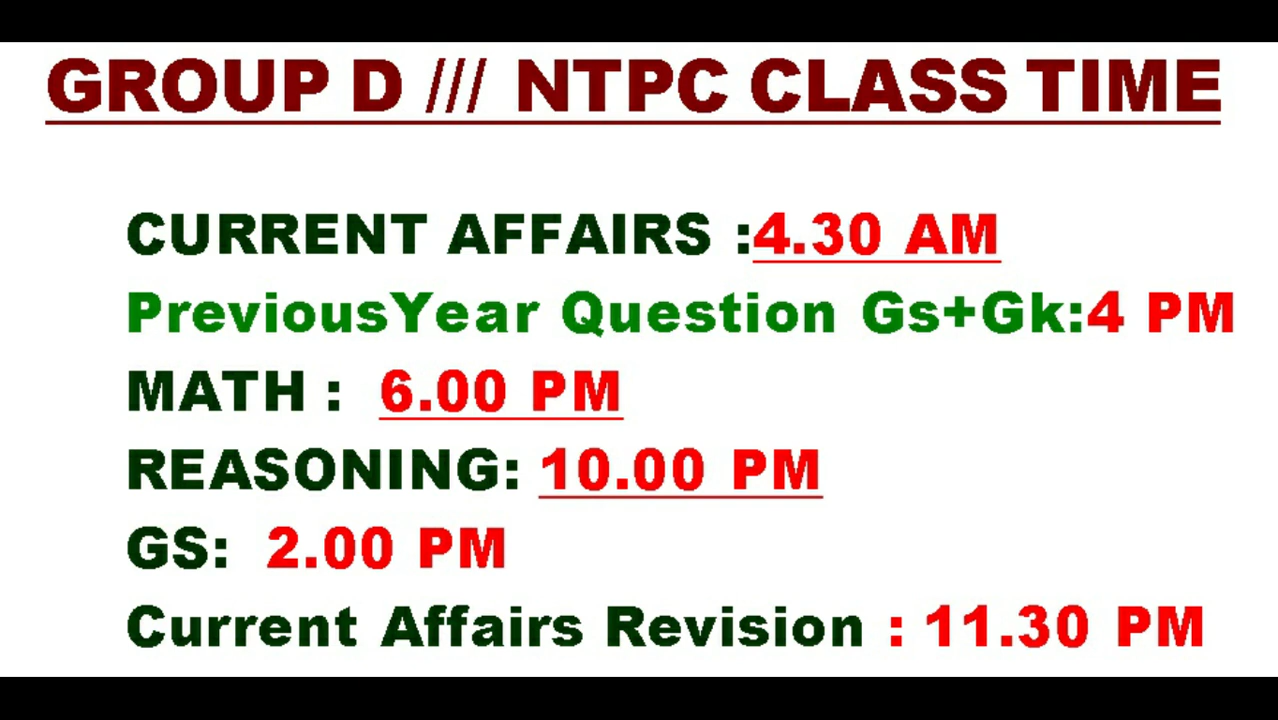 GROUP D /// NTPC CLASS TIME
CURRENT AFFAIRS :4.30 AM
PreviousYear Question Gs+Gk:4 PM
MATH : 6.00 PM
REASONING: 10.00 PM
GS: 2.00 PM
Current Affairs Revision : 11.30 PM